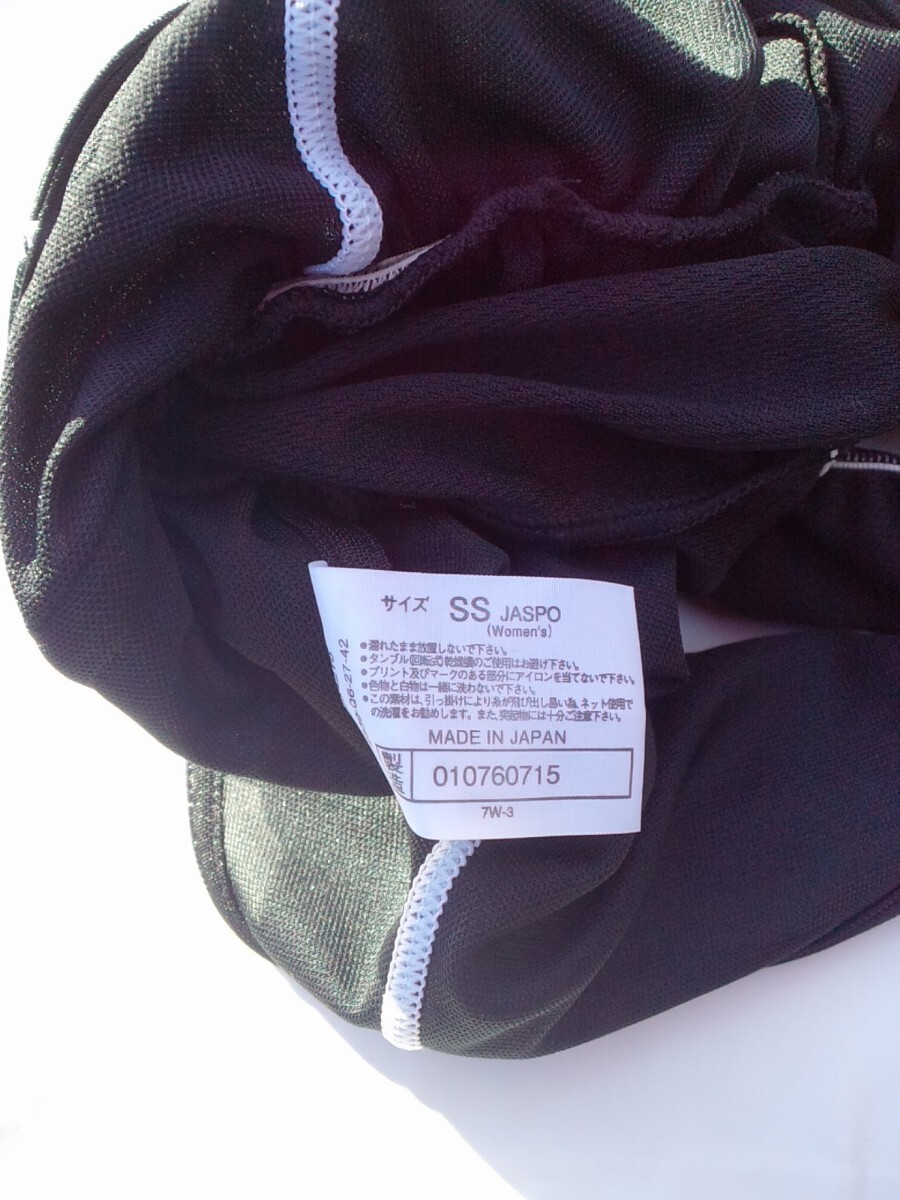 サイズ SS JASPO
(Women's)
●濡れたまま放置しないで下さい。
●タンブル(回転式)乾燥機のご使用はお避け下さい。
●プリント及びマークのある部分にアイロンを当てないで下さい。
●色物と白物は一緒に洗わないで下さい。
●この素材は、引っ掛けにより糸が飛び出し易い為、ネット使用で
の洗濯をお勧めします。また、突起物には十分ご注意下さい。
MADE IN JAPAN
製造 010760715
7W-3
06-27-42